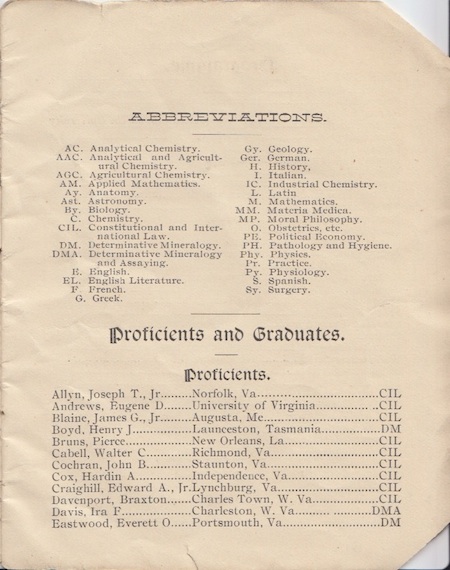 ABBREVIATIONS.
AC. Analytical Chemistry.
AAC. Analytical and Agricult-
ural Chemistry.
AGC. Agricultural Chemistry.
AM. Applied Mathematics.
Ay. Anatomy.
Ast. Astronomy.
By. Biology.
C. Chemistry.
CIL. Constitutional and Inter-
national Law.
DM. Determinative Mineralogy.
DMA. Determinative Mineralogy
and Assaying.
E. English.
EL. English Literature.
F. French.
G. Greek.
Gy. Geology.
Ger. German.
H. History,
I. Italian.
IC. Industrial Chemistry.
L. Latin
M. Mathematics.
MM. Materia Medica.
MP. Moral Philosophy.
O. Obstetrics, etc.
PE. Political Economy.
PH. Pathology and Hygiene.
Phy. Physics.
Pr. Practice.
Py. Physiology.
S. Spanish.
Sy. Surgery.
Proficients and Graduates.
Proficients.
Allyn, Joseph T., Jr......Norfolk, Va..........................CIL
Andrews, Eugene D.......University of Virginia............... ..CIL
Blaine, James G., Jr.......Augusta, Me.........................CIL
Boyd, Henry J............Launceston, Tasmania................DM
Bruns, Pierce..............New Orleans, La......................CIL
Cabell, Walter C..........Richmond, Va........................CIL
Cochran, John B..........Staunton, Va.........................CIL
Cox, Hardin A............Independence, Va....................CIL
Craighill, Edward A., Jr.Lynchburg, Va.......................CIL
Davenport, Braxton......Charles Town, W. Va................CIL
Davis, Ira F................Charleston, W. Va..................DMA
Eastwood, Everett O......Portsmouth, Va......................DM